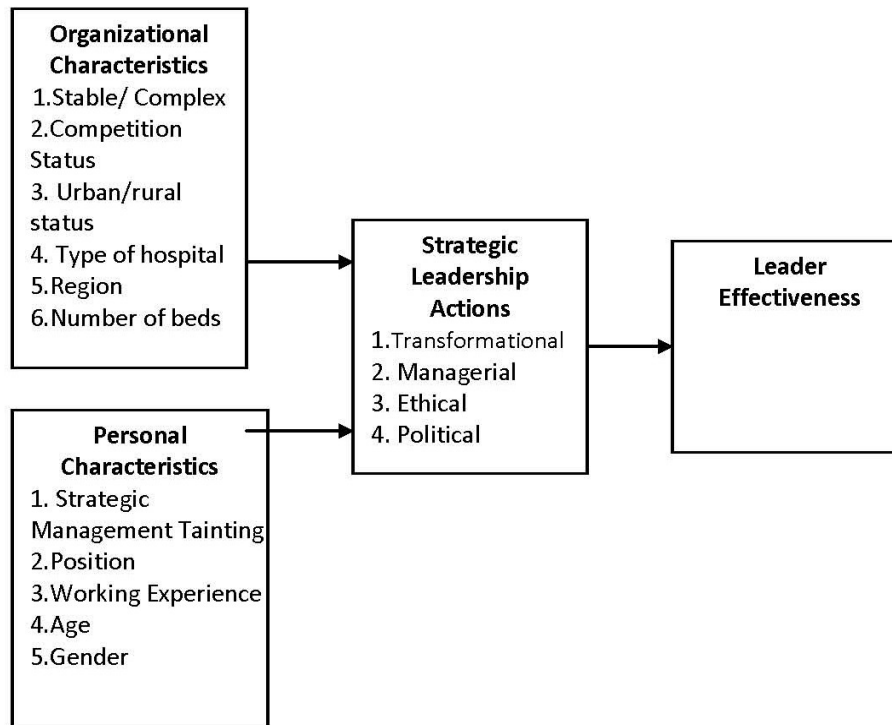 Organizational
Characteristics
1.Stable/ Complex
2.Competition
Status
3. Urban/rural
status
4. Type of hospital
5.Region
6.Number of beds
Personal
Characteristics
1. Strategic
Management Tainting
2.Position
3.Working Experience
4.Age
5.Gender
Strategic
Leadership
Actions
1.Transformational
2. Managerial
3. Ethical
4. Political
Leader
Effectiveness